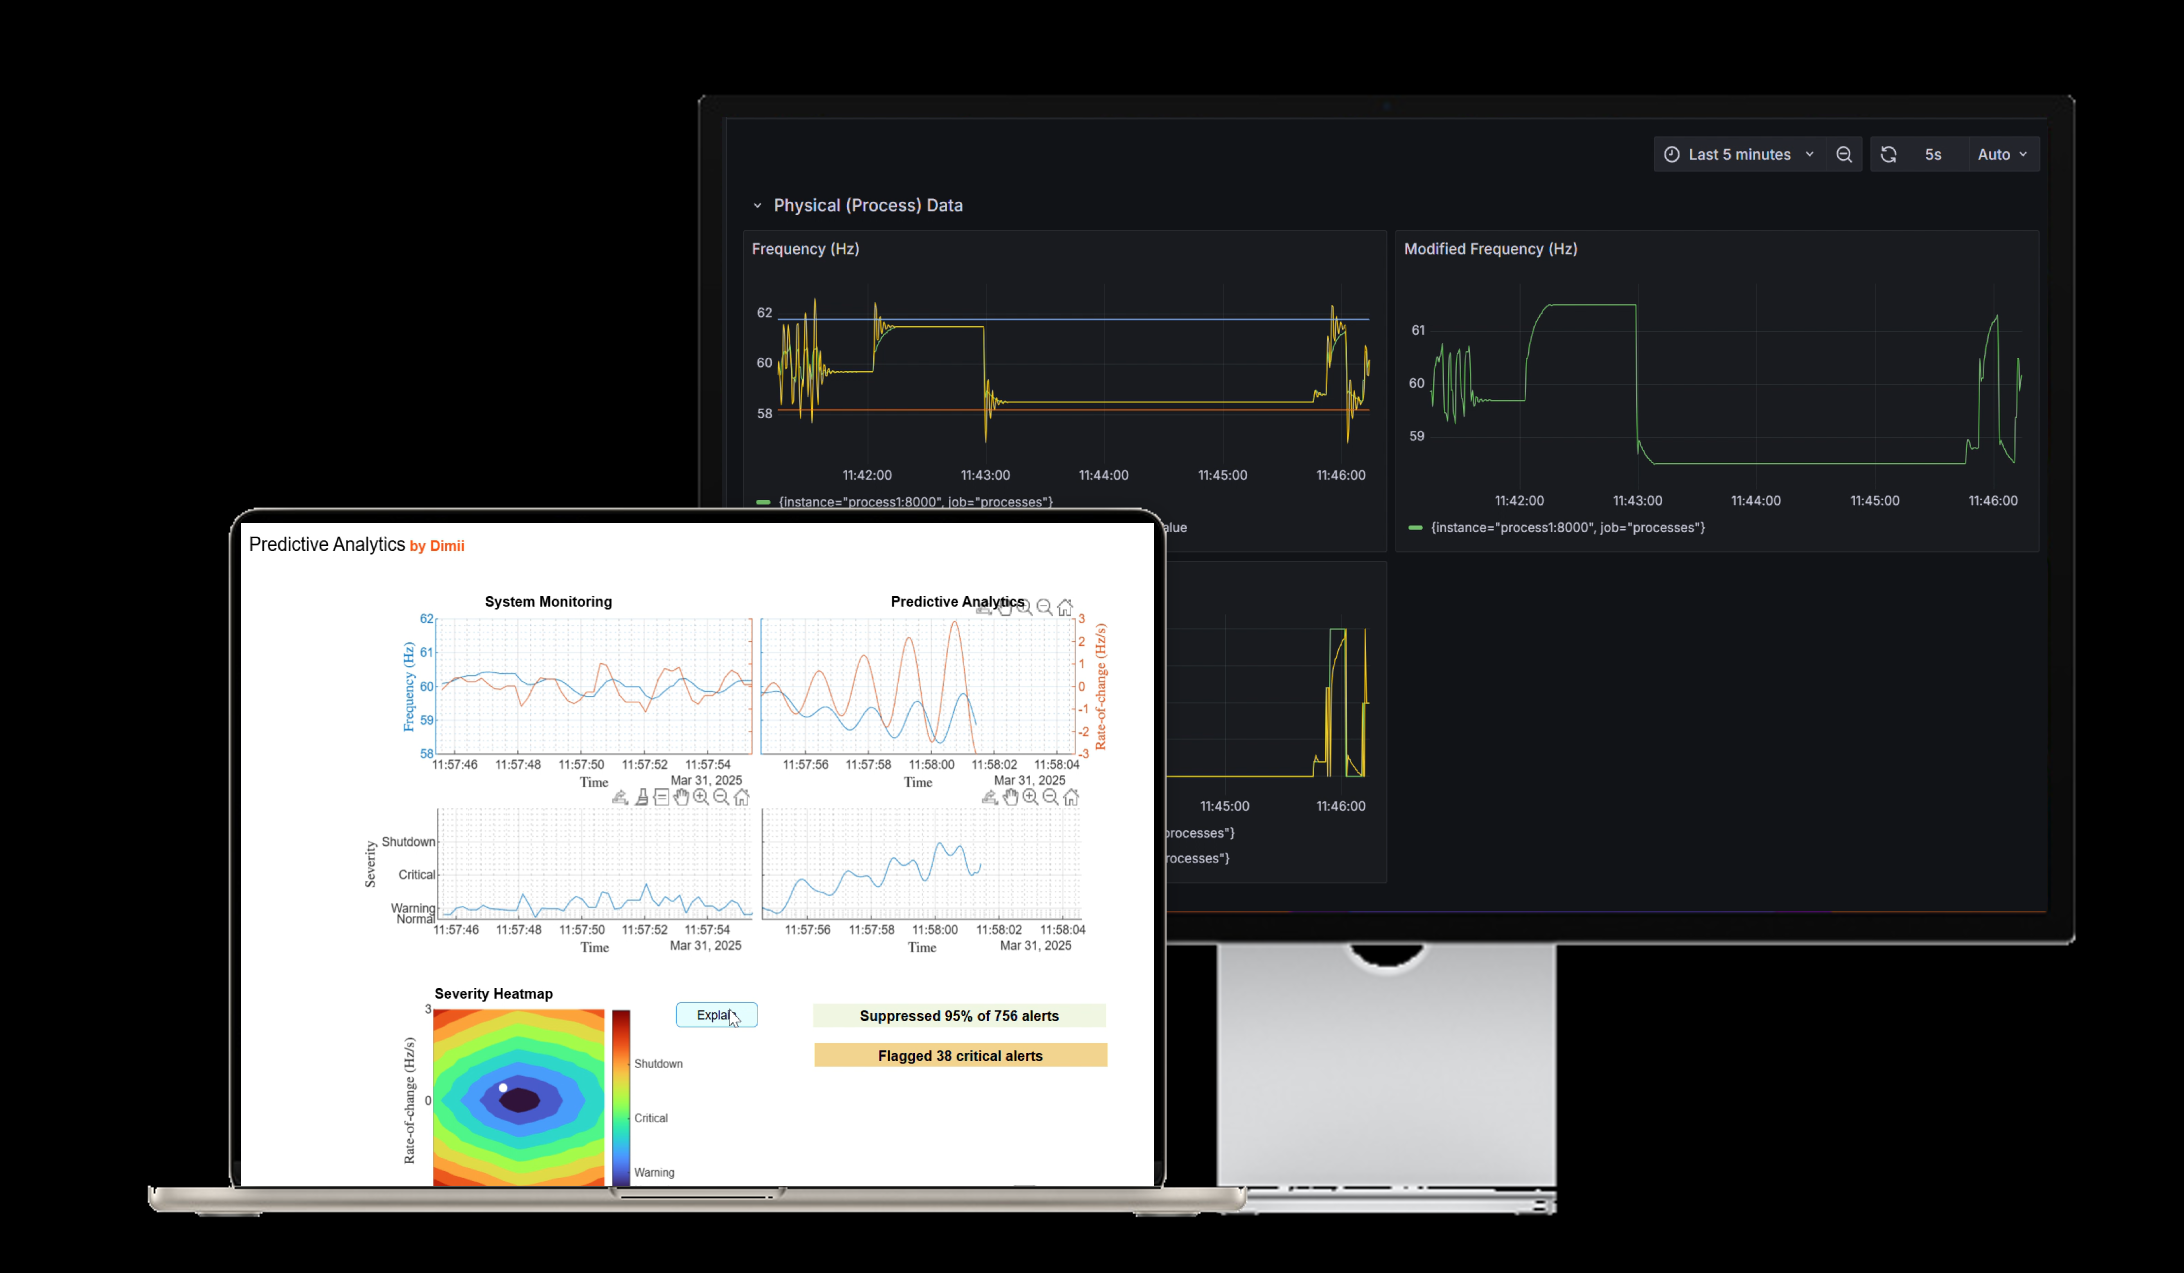 Last 5 minutes
5s
Auto
Physical (Process) Data
Frequency (Hz)
62
60
58
11:42:00 11:43:00 11:44:00 11:45:00 11:46:00
{instance="process1:8000", job="processes"}
alue
Modified Frequency (Hz)
61
60
59
11:42:00 11:43:00 11:44:00 11:45:00 11:46:00
{instance="process1:8000", job="processes"}
11:45:00 11:46:00
processes"}
rocesses"}
Predictive Analytics by Dimii
System Monitoring
Frequency (Hz)
62
61
60
59
58
11:57:46 11:57:48 11:57:50 11:57:52 11:57:54
Time
Mar 31, 2025
Predictive Analytics
3
2
1
0
-1
-2
-3
Rate-of-change (Hz/s)
11:57:56 11:57:58 11:58:00 11:58:02 11:58:04
Time
Mar 31, 2025
Severity
Shutdown
Critical
Warning
Normal
11:57:46 11:57:48 11:57:50 11:57:52 11:57:54
Time
Mar 31, 2025
11:57:56 11:57:58 11:58:00 11:58:02 11:58:04
Time
Mar 31, 2025
Severity Heatmap
Rate-of-change (Hz/s)
3
0
Shutdown
Critical
Warning
Explai
Suppressed 95% of 756 alerts
Flagged 38 critical alerts